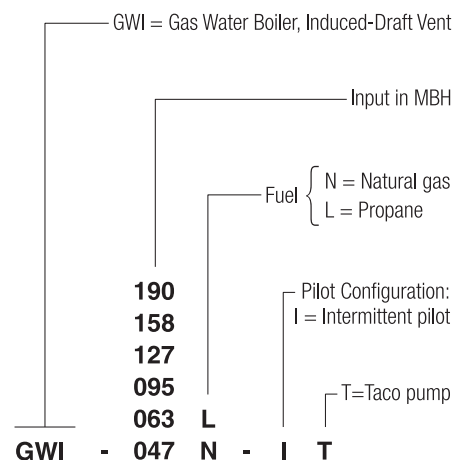 GWI = Gas Water Boiler, Induced-Draft Vent
Input in MBH
Fuel { N = Natural gas
L = Propane
190
158
127
095
063 L
Pilot Configuration:
I = Intermittent pilot
T=Taco pump
GWI - 047 N - I T